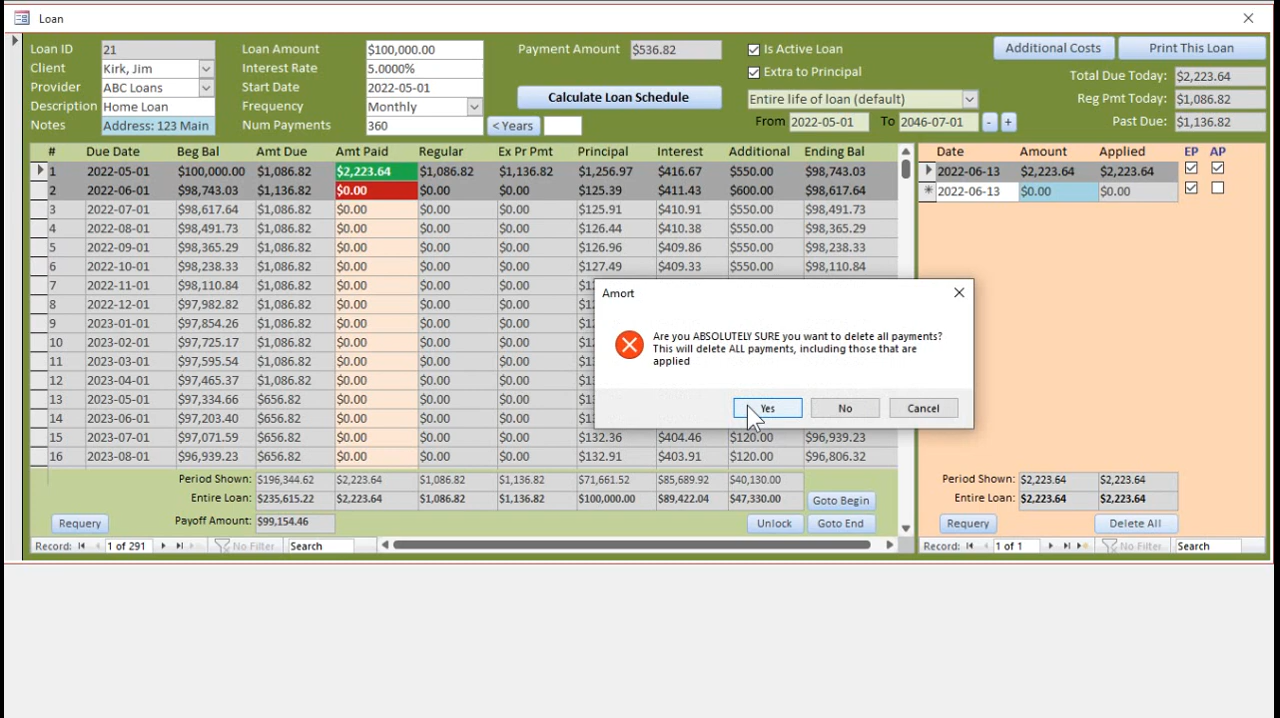 Loan
Loan ID 21 Loan Amount $100,000.00 Payment Amount $536.82 Is Active Loan Additional Costs Print This Loan
Client Kirk, Jim Interest Rate 5.0000% Extra to Principal Total Due Today: $2,223.64
Provider ABC Loans Start Date 2022-05-01 Calculate Loan Schedule Entire life of loan (default) Reg Pmt Today: $1,086.82
Description Home Loan Frequency Monthly From 2022-05-01 To 2046-07-01 - + Past Due: $1,136.82
Notes Address: 123 Main Num Payments 360 < Years
# Due Date Beg Bal Amt Due Amt Paid Regular Ex Pr Pmt Principal Interest Additional Ending Bal Date Amount Applied EP AP
1 2022-05-01 $100,000.00 $1,086.82 $2,223.64 $1,086.82 $1,136.82 $1,256.97 $416.67 $550.00 $98,743.03 2022-06-13 $2,223.64 $2,223.64
2 2022-06-01 $98,743.03 $1,136.82 $0.00 $0.00 $0.00 $125.39 $411.43 $600.00 $98,617.64 * 2022-06-13 $0.00 $0.00
3 2022-07-01 $98,617.64 $1,086.82 $0.00 $0.00 $0.00 $125.91 $410.91 $550.00 $98,491.73
4 2022-08-01 $98,491.73 $1,086.82 $0.00 $0.00 $0.00 $126.44 $410.38 $550.00 $98,365.29
5 2022-09-01 $98,365.29 $1,086.82 $0.00 $0.00 $0.00 $126.96 $409.86 $550.00 $98,238.33
6 2022-10-01 $98,238.33 $1,086.82 $0.00 $0.00 $0.00 $127.49 $409.33 $550.00 $98,110.84
7 2022-11-01 $98,110.84 $1,086.82 $0.00 $0.00 $0.00
8 2022-12-01 $97,982.82 $1,086.82 $0.00 $0.00 $0.00
9 2023-01-01 $97,854.26 $1,086.82 $0.00 $0.00 $0.00
10 2023-02-01 $97,725.17 $1,086.82 $0.00 $0.00 $0.00
11 2023-03-01 $97,595.54 $1,086.82 $0.00 $0.00 $0.00
12 2023-04-01 $97,465.37 $1,086.82 $0.00 $0.00 $0.00
13 2023-05-01 $97,334.66 $656.82 $0.00 $0.00 $0.00
14 2023-06-01 $97,203.40 $656.82 $0.00 $0.00 $0.00
15 2023-07-01 $97,071.59 $656.82 $0.00 $0.00 $0.00 $132.36 $404.46 $120.00 $96,939.23
16 2023-08-01 $96,939.23 $656.82 $0.00 $0.00 $0.00 $132.91 $403.91 $120.00 $96,806.32
Amort
Are you ABSOLUTELY SURE you want to delete all payments?
This will delete ALL payments, including those that are
applied
Yes No Cancel
Period Shown: $196,344.62 $2,223.64 $1,086.82 $1,136.82 $71,661.52 $85,689.92 $40,130.00 Period Shown: $2,223.64 $2,223.64
Entire Loan: $235,615.22 $2,223.64 $1,086.82 $1,136.82 $100,000.00 $89,422.04 $47,330.00 Goto Begin Entire Loan: $2,223.64 $2,223.64
Requery Payoff Amount: $99,154.46 Unlock Goto End Requery Delete All
Record: 1 of 291 No Filter Search Record: 1 of 1 No Filter Search